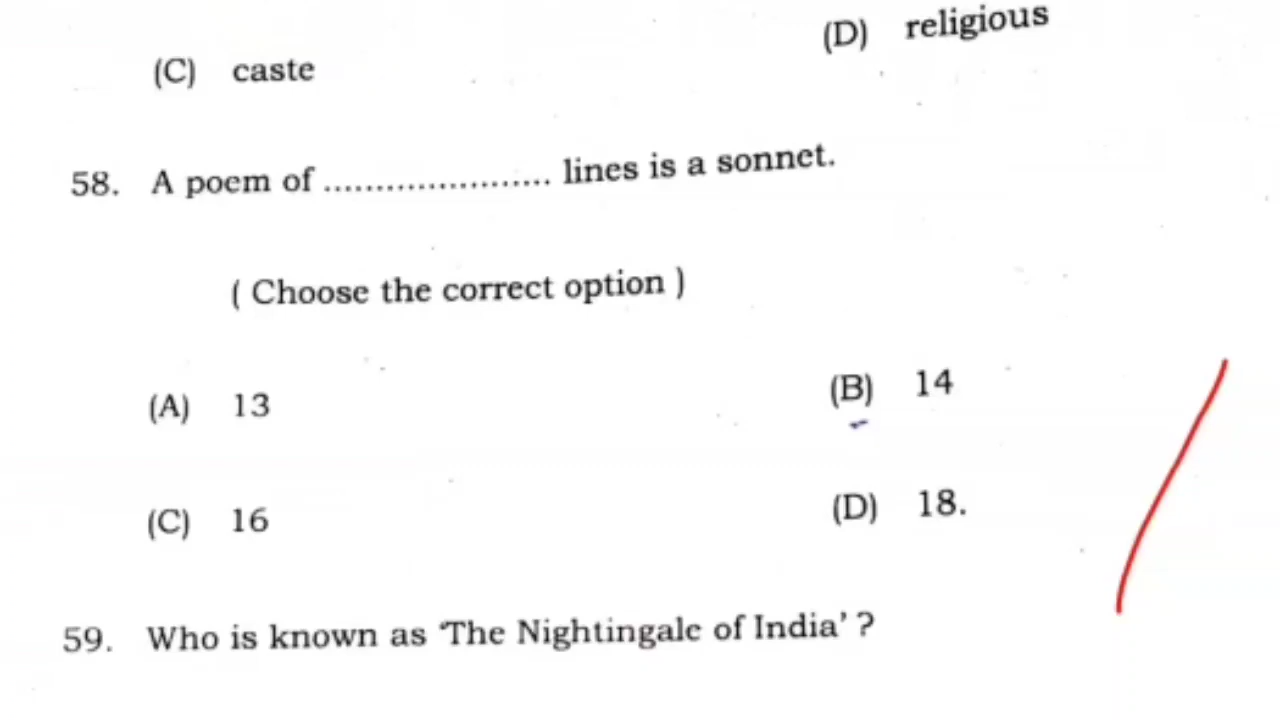 (D) religious
(C) caste
58. A poem of ...................... lines is a sonnet.
( Choose the correct option )
(A) 13 (B) 14
(C) 16 (D) 18.
59. Who is known as ‘The Nightingale of India’ ?